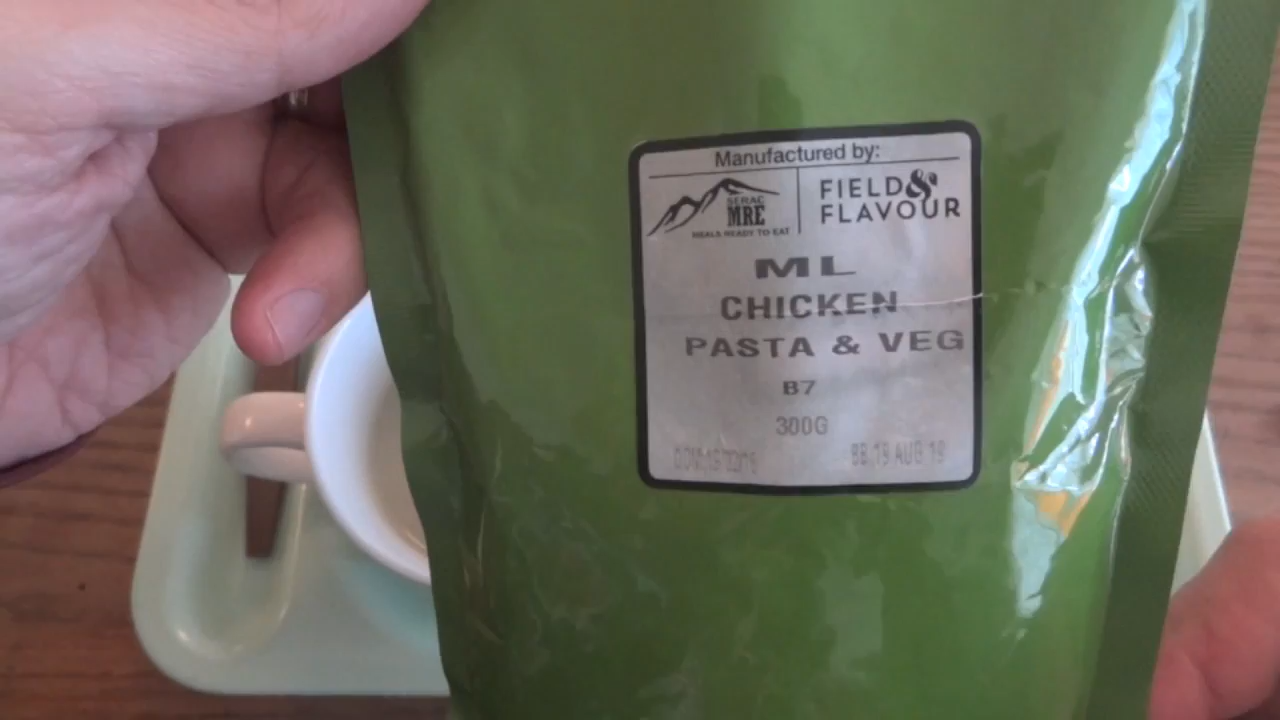 Manufactured by:
SERAC
MRE
MEALS READY TO EAT
FIELD &
FLAVOUR
ML
CHICKEN
PASTA & VEG
B7
300G
BB 19 AUG 19